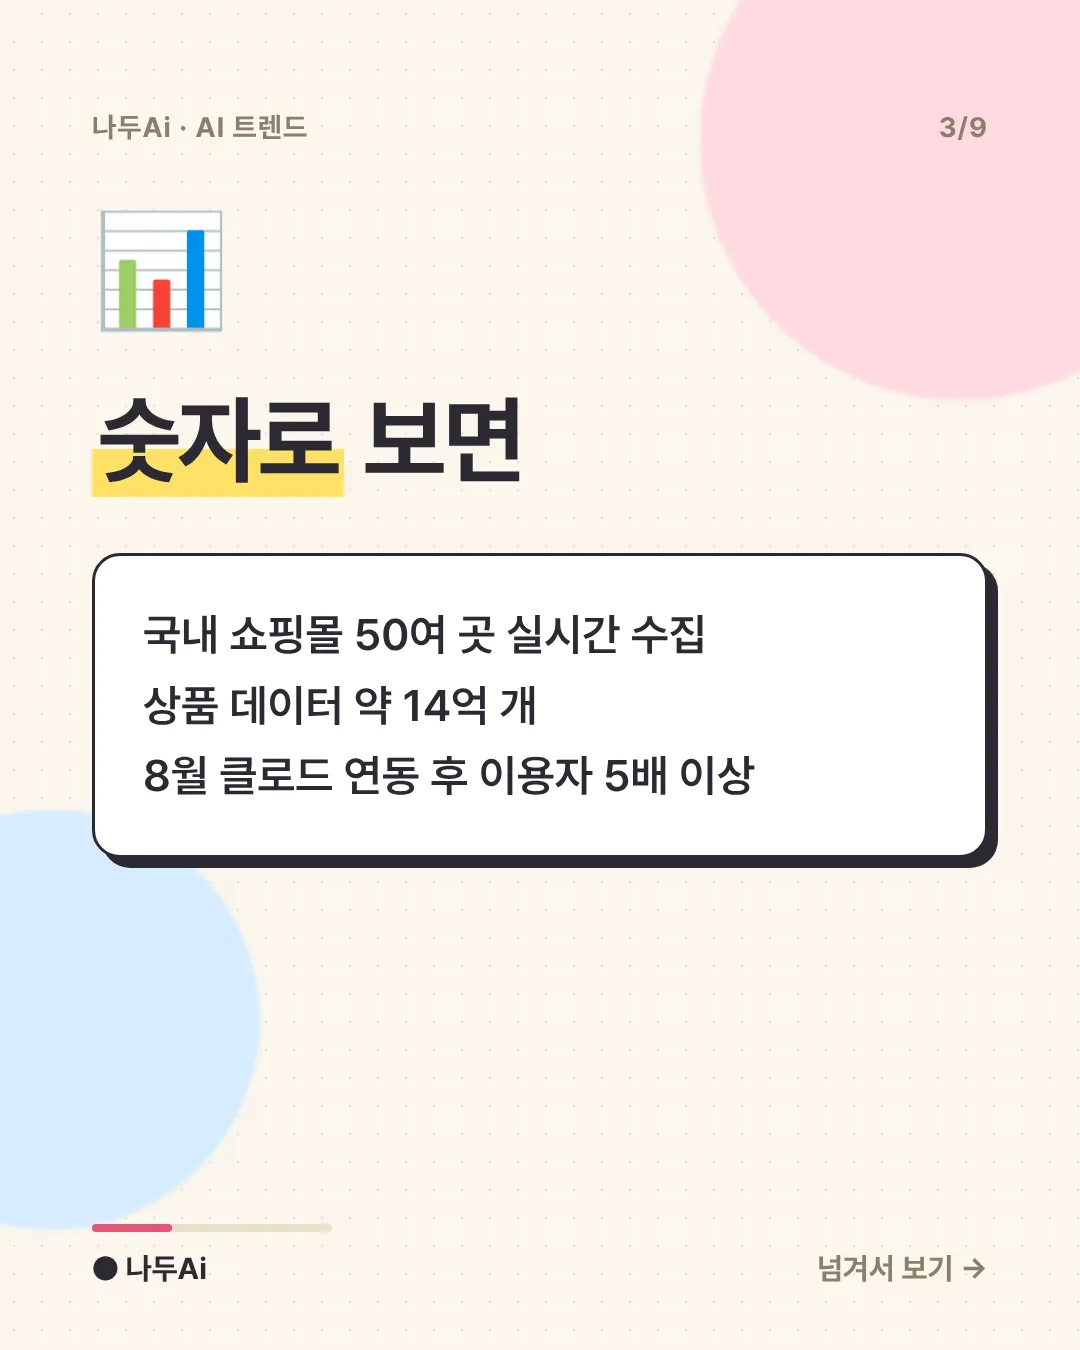 나두Ai · AI 트렌드
3/9
숫자로 보면
국내 쇼핑몰 50여 곳 실시간 수집
상품 데이터 약 14억 개
8월 클로드 연동 후 이용자 5배 이상
나두Ai
넘겨서 보기 →